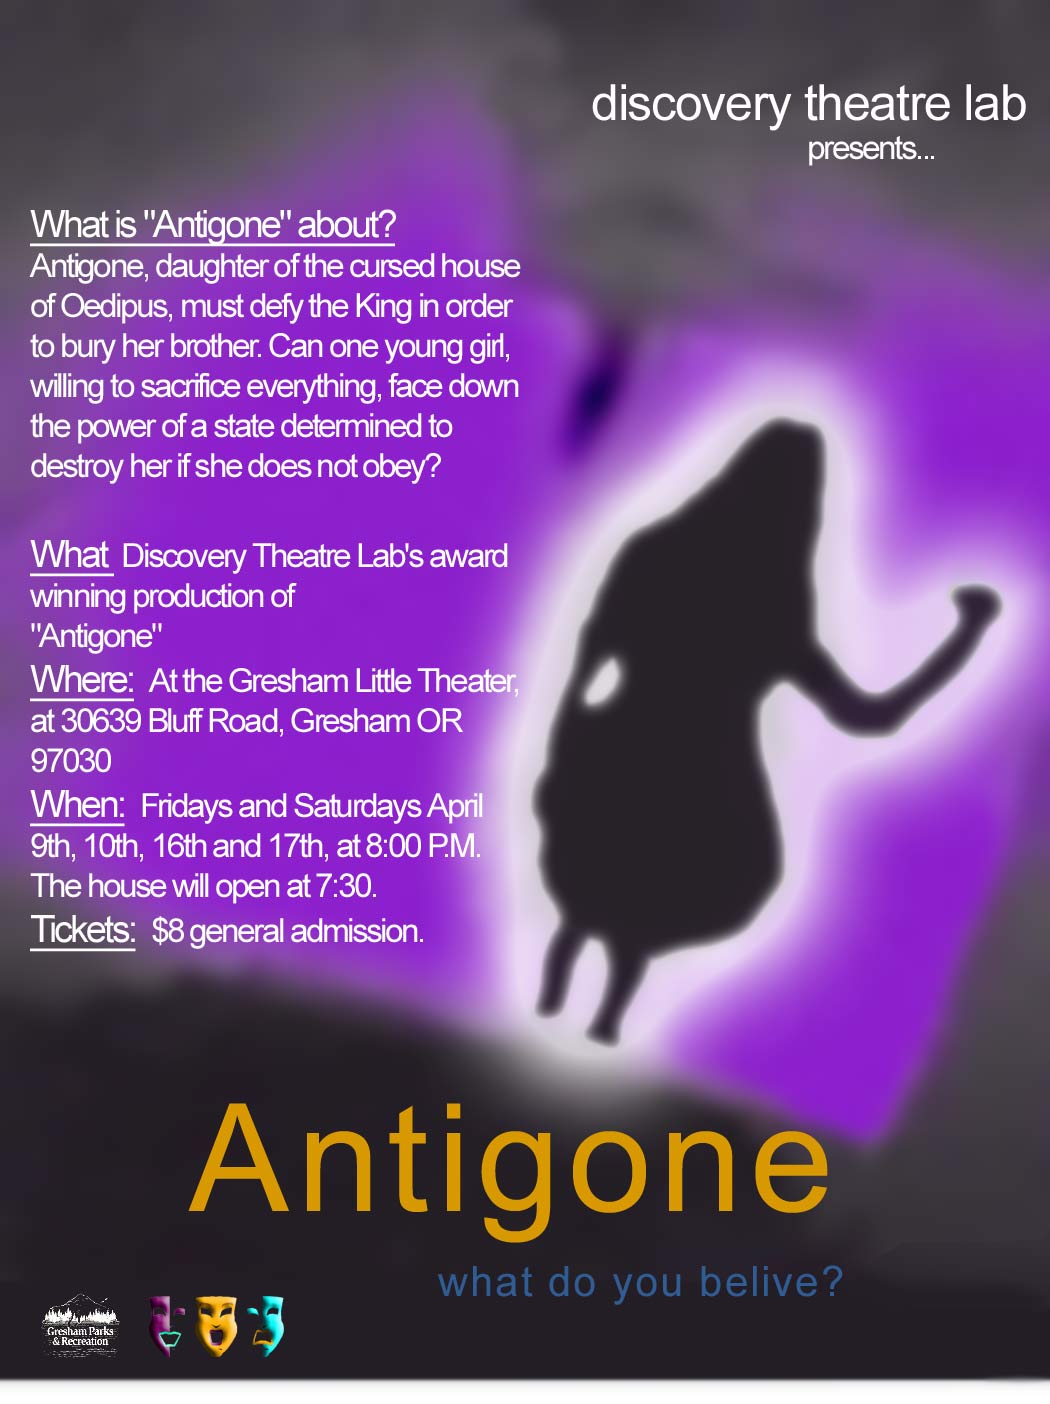 discovery theatre lab
presents...
What is "Antigone" about?
Antigone, daughter of the cursed house
of Oedipus, must defy the King in order
to bury her brother. Can one young girl,
willing to sacrifice everything, face down
the power of a state determined to
destroy her if she does not obey?
What Discovery Theatre Lab's award
winning production of
"Antigone"
Where: At the Gresham Little Theater,
at 30639 Bluff Road, Gresham OR
97030
When: Fridays and Saturdays April
9th, 10th, 16th and 17th, at 8:00 P.M.
The house will open at 7:30.
Tickets: $8 general admission.
Antigone
what do you belive?
Gresham Parks
& Recreation